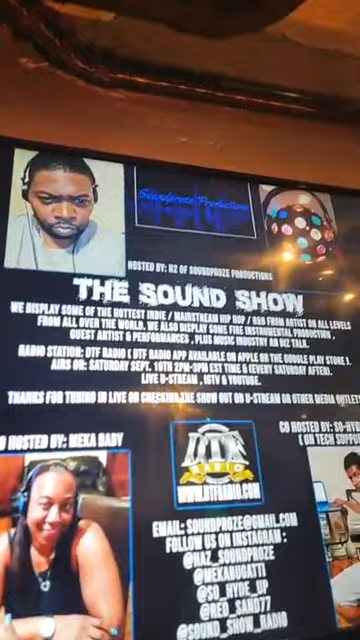 Soundproze Productions
HOSTED BY: H2 OF SOUNDPROZE PRODUCTIONS
THE SOUND SHOW
WE DISPLAY SOME OF THE HOTTEST INDIE / MAINSTREAM HIP HOP / R&B FROM ARTIST ON ALL LEVELS
FROM ALL OVER THE WORLD. WE ALSO DISPLAY SOME FIRE INSTRUMENTAL PRODUCTION,
GUEST ARTIST & PERFORMANCES, PLUS MUSIC INDUSTRY AN BIZ TALK.
RADIO STATION: DTF RADIO ( DTF RADIO APP AVAILABLE OR APPLE OR THE GOOGLE PLAY STORE ).
AIRS ON: SATURDAY SEPT. 10TH 2PM-3PM EST TIME & EVERY SATURDAY AFTER).
LIVE U-STREAM, IGTV & YOUTUBE.
THANKS FOR TUNING IN LIVE OR CHECKING THE SHOW OUT ON U-STREAM OR OTHER MEDIA OUTLETS
O HOSTED BY: MEKA BABY
CO HOSTED BY: SO-HY
( ON TECH SUPPO
DTF
RADIO
WWW.DTFRADIO.COM
EMAIL: SOUNDPROZE@GMAIL.COM
FOLLOW US ON INSTAGRAM
@HAZ_SOUNDPROZE
@MEKABUGATTI
@SO_HYDE_UP
@RED_SAND77
@SOUND_SHOW_RADIO